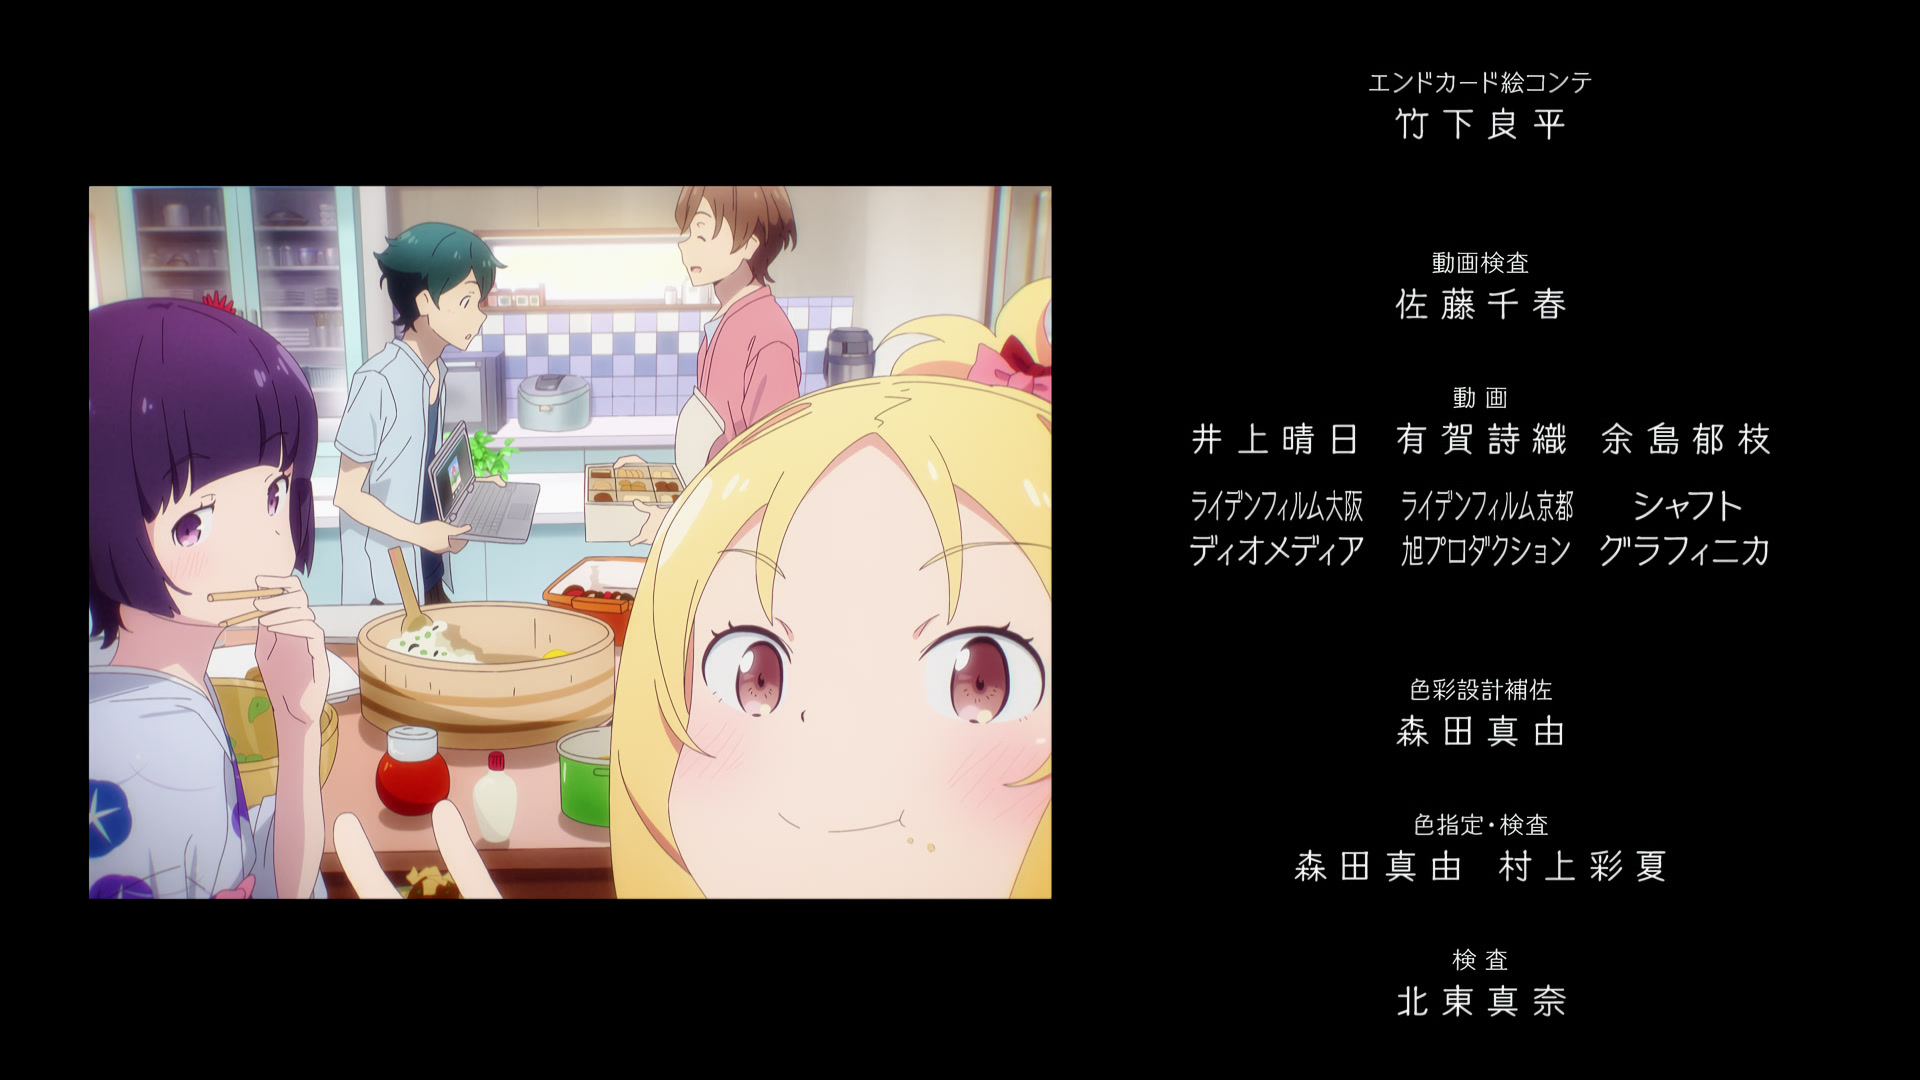 エンドカード絵コンテ
竹下良平
動画検査
佐藤千春
動画
井上晴日 有賀詩織 余島郁枝
ライデンフィルム大阪 ライデンフィルム京都 シャフト
ディオメディア 旭プロダクション グラフィニカ
色彩設計補佐
森田真由
色指定・検査
森田真由 村上彩夏
検査
北東真奈